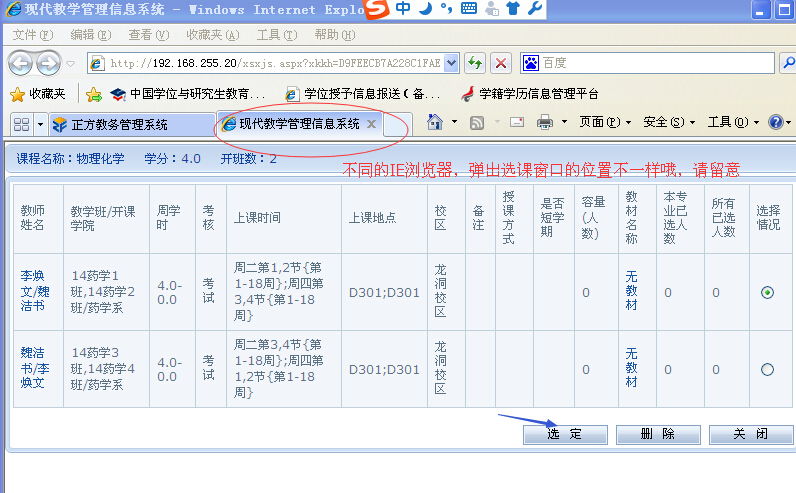 现代教学管理信息系统 - Windows Internet Explo
中
文件(F) 编辑(E) 查看(V) 收藏夹(A) 工具(T) 帮助(H)
http://192.168.255.20/xsxjs.aspx?xkkh=D9FEECB7A228C1FAE 百度
收藏夹 中国学位与研究生教育... 学位授予信息报送（备... 学籍学历信息管理平台
正方教务管理系统 现代教学管理信息系统 页面(P) 安全(S) 工具(O)
课程名称：物理化学 学分：4.0 开班数：2
不同的IE浏览器，弹出选课窗口的位置不一样哦，请留意
教师姓名 教学班/开课学院 周学时 考核 上课时间 上课地点 校区 备注 授课方式 是否短学期 容量(人数) 教材名称 本专业已选人数 所有已选人数 选择情况
李焕文/魏洁书 14药学1班,14药学2班/药学系 4.0-0.0 考试 周二第1,2节{第1-18周};周四第3,4节{第1-18周} D301;D301 龙洞校区 0 无教材 0 0
魏洁书/李焕文 14药学3班,14药学4班/药学系 4.0-0.0 考试 周二第3,4节{第1-18周};周四第1,2节{第1-18周} D301;D301 龙洞校区 0 无教材 0 0
选 定 删 除 关 闭